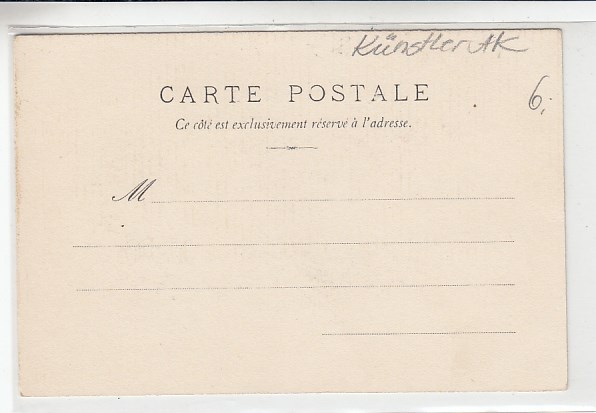 Künstler AK
6,-
CARTE POSTALE
Ce côté est exclusivement réservé à l'adresse.
M